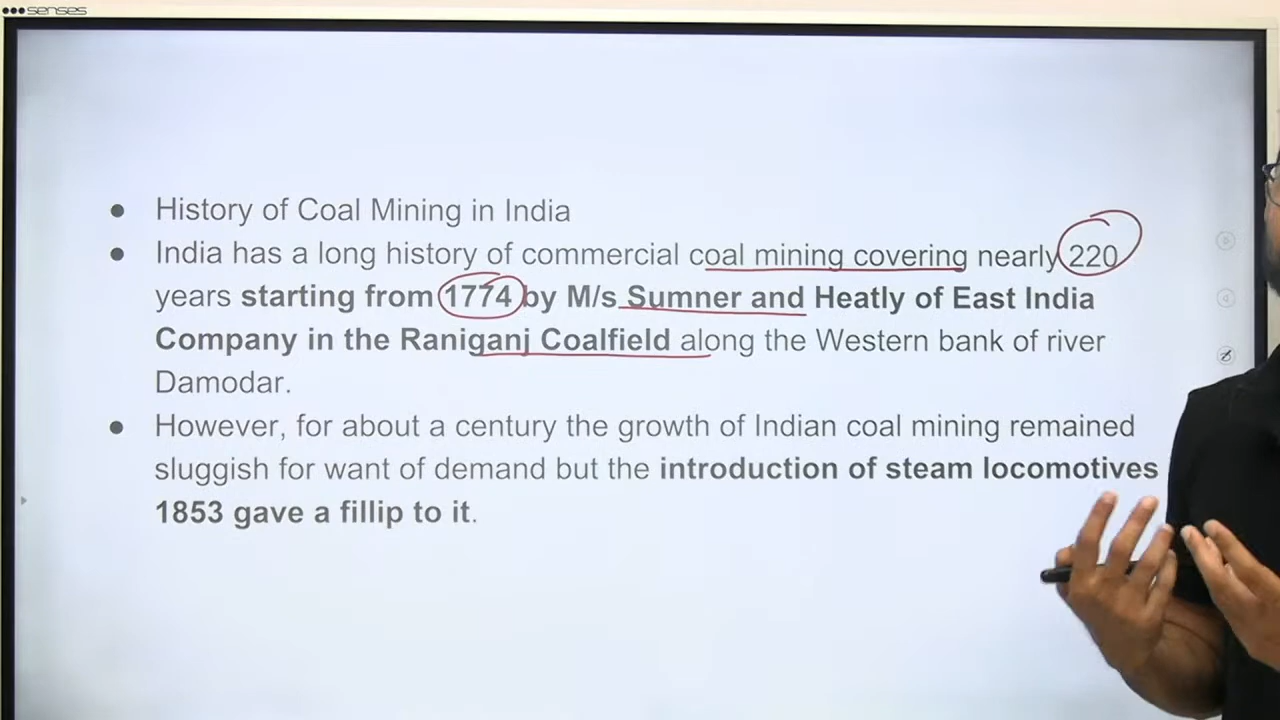 senses
● History of Coal Mining in India
● India has a long history of commercial coal mining covering nearly 220
years starting from 1774 by M/s Sumner and Heatly of East India
Company in the Raniganj Coalfield along the Western bank of river
Damodar.
● However, for about a century the growth of Indian coal mining remained
sluggish for want of demand but the introduction of steam locomotives
1853 gave a fillip to it.